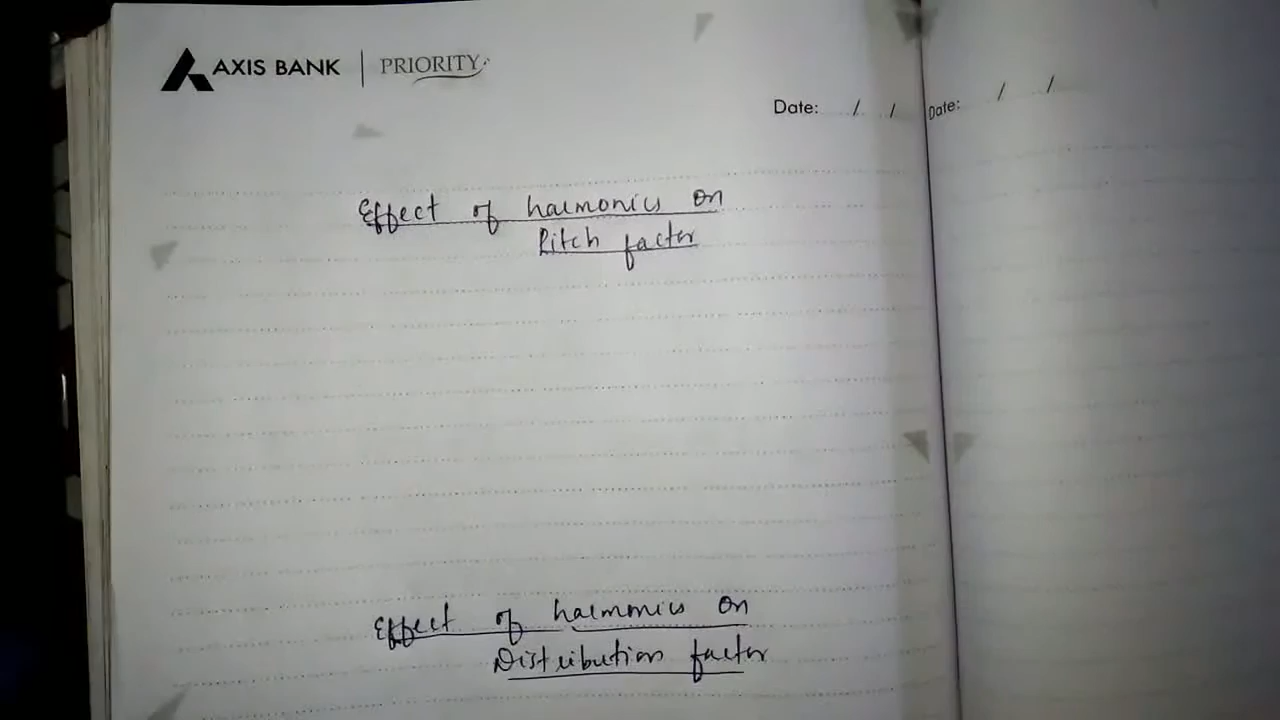 AXIS BANK | PRIORITY
Date: / /
Date: / /
Effect of harmonics on
Pitch factor
Effect of harmonics on
Distribution factor